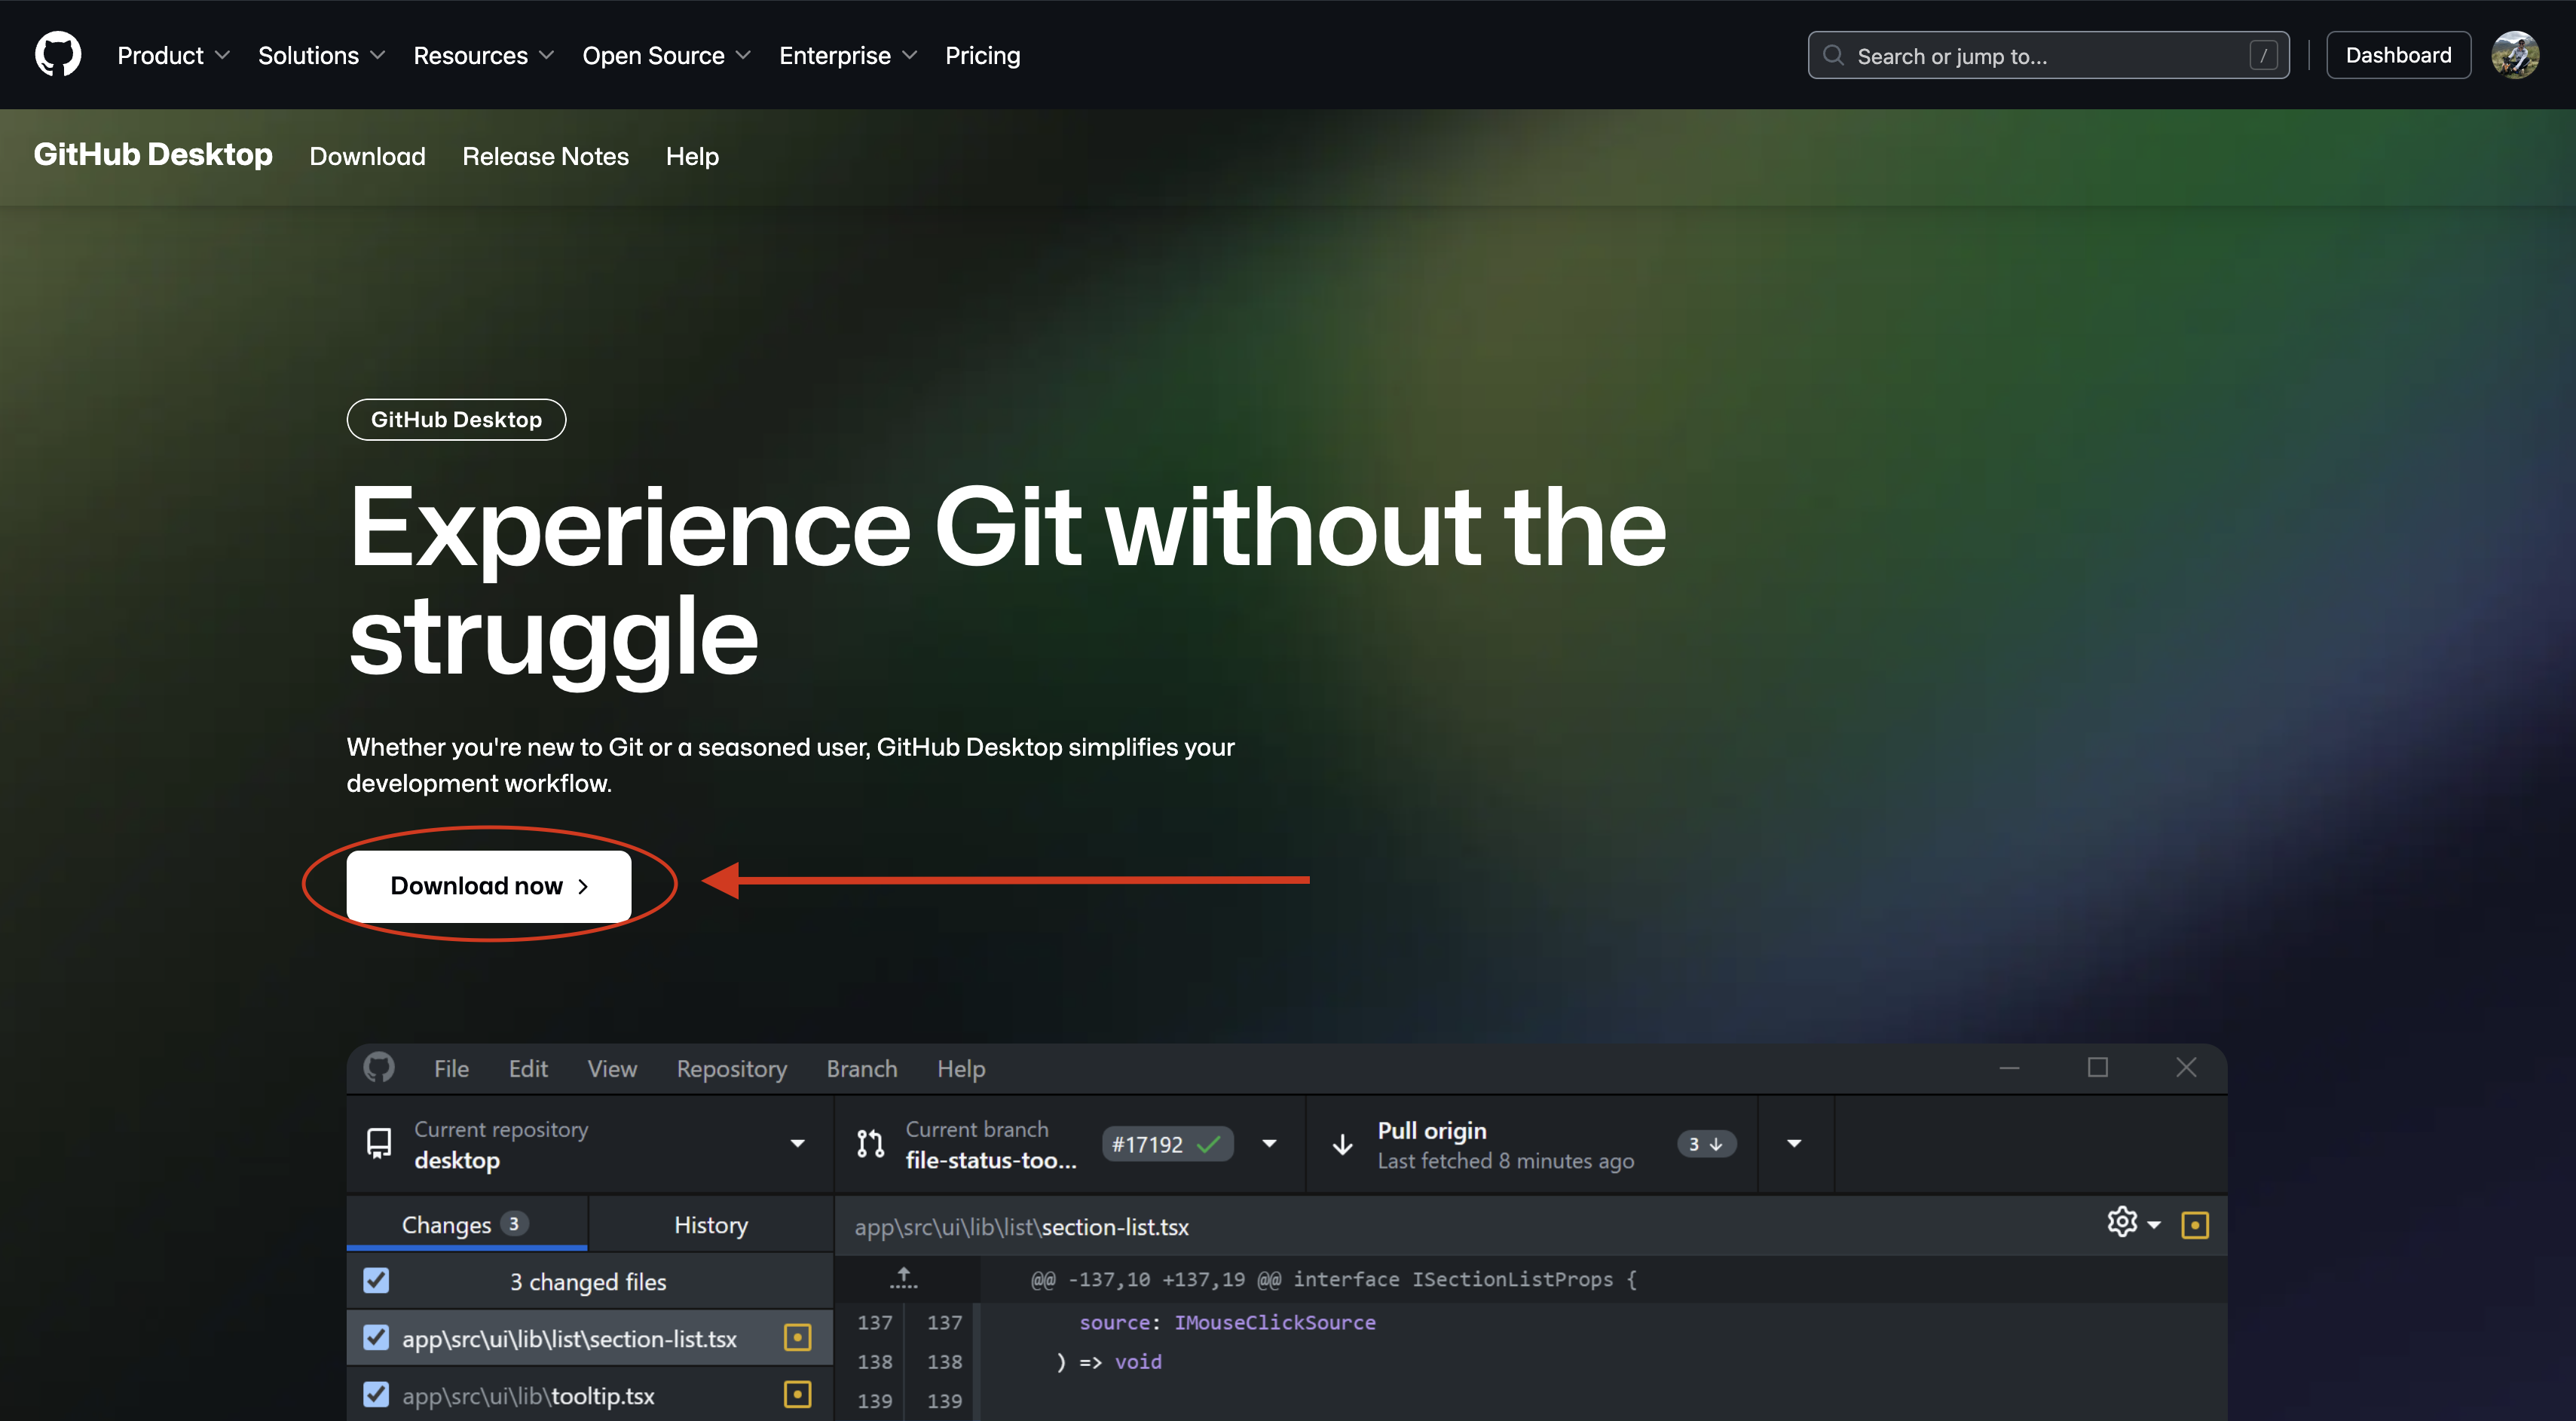 Product Solutions Resources Open Source Enterprise Pricing Search or jump to... / Dashboard
GitHub Desktop Download Release Notes Help
GitHub Desktop
Experience Git without the
struggle
Whether you're new to Git or a seasoned user, GitHub Desktop simplifies your
development workflow.
Download now
File Edit View Repository Branch Help
Current repository
desktop
Current branch
file-status-too...
#17192
Pull origin
Last fetched 8 minutes ago
3
Changes 3 History
app\src\ui\lib\list\section-list.tsx
3 changed files
app\src\ui\lib\list\section-list.tsx
app\src\ui\lib\tooltip.tsx
@@ -137,10 +137,19 @@ interface ISectionListProps {
137 137 source: IMouseClickSource
138 138 ) => void
139 139